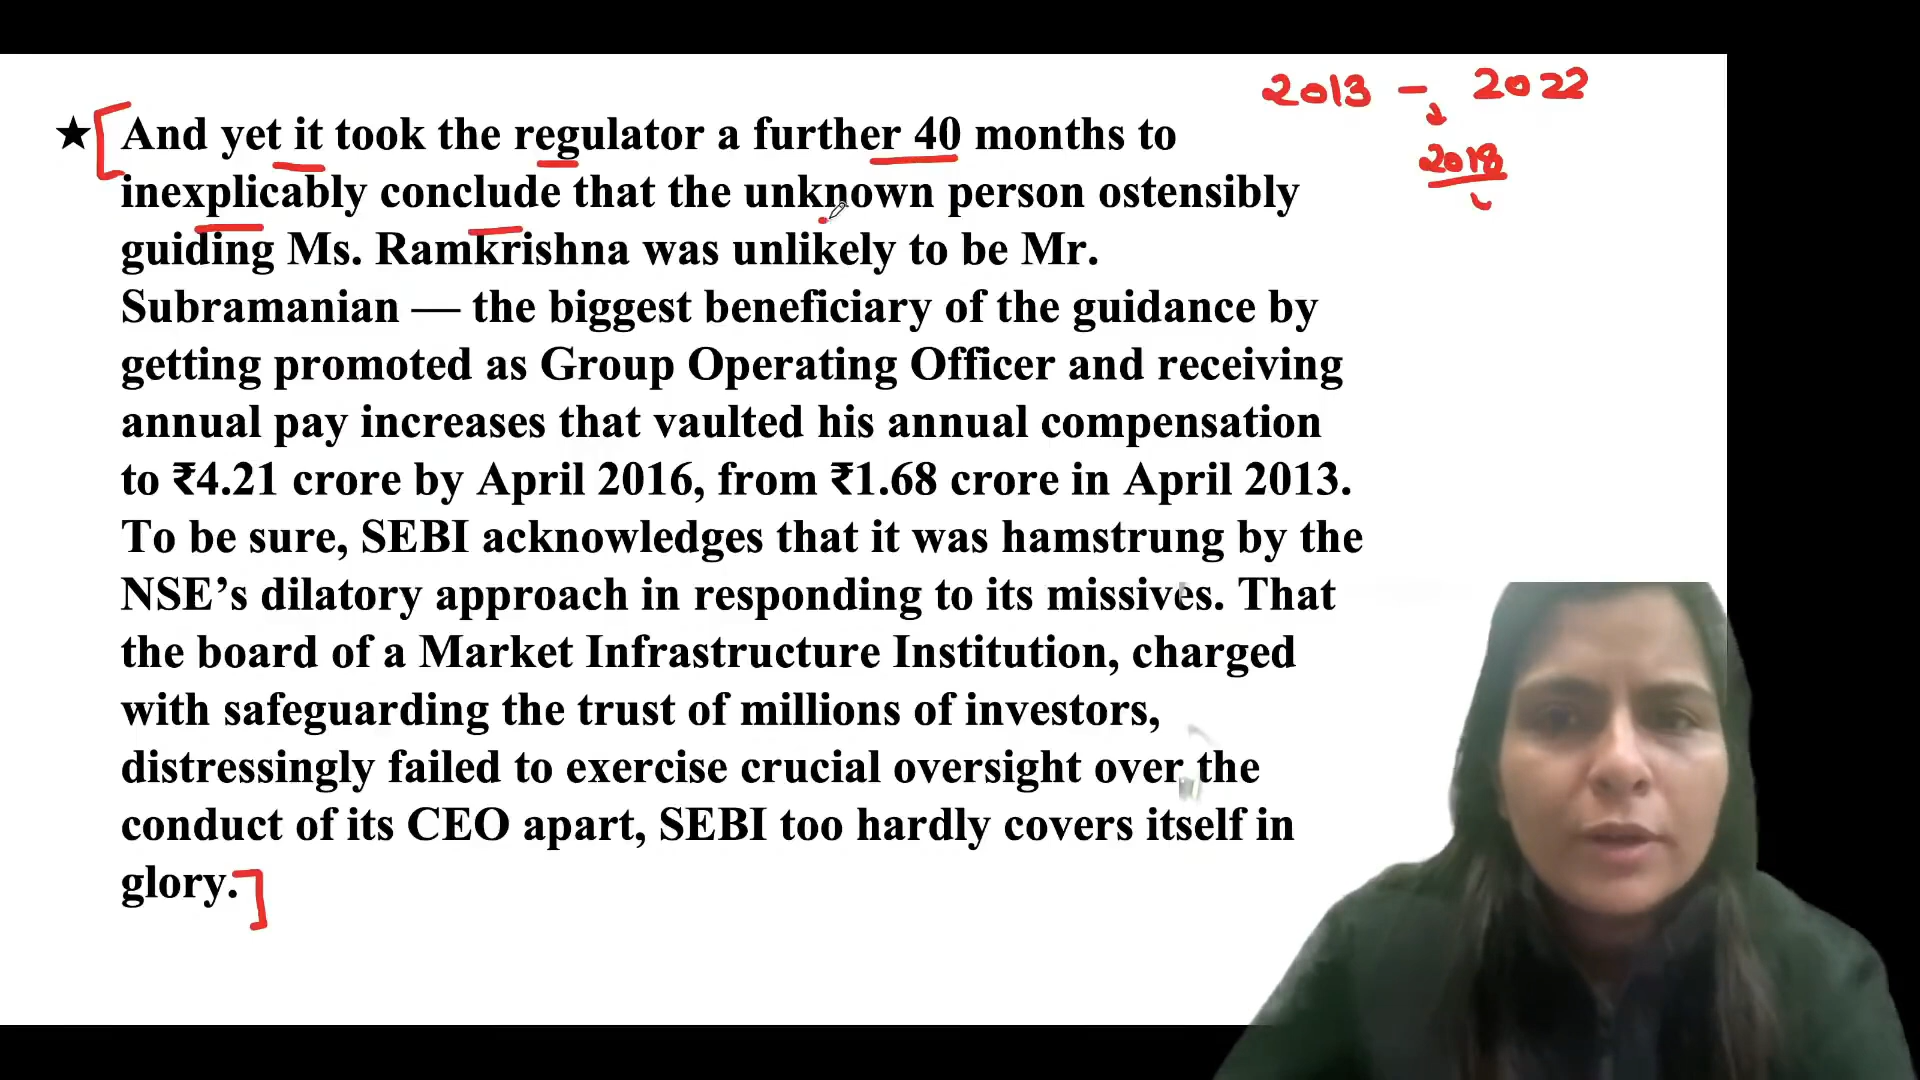 2013 – 2022
2018
★ And yet it took the regulator a further 40 months to
inexplicably conclude that the unknown person ostensibly
guiding Ms. Ramkrishna was unlikely to be Mr.
Subramanian — the biggest beneficiary of the guidance by
getting promoted as Group Operating Officer and receiving
annual pay increases that vaulted his annual compensation
to ₹4.21 crore by April 2016, from ₹1.68 crore in April 2013.
To be sure, SEBI acknowledges that it was hamstrung by the
NSE’s dilatory approach in responding to its missives. That
the board of a Market Infrastructure Institution, charged
with safeguarding the trust of millions of investors,
distressingly failed to exercise crucial oversight over the
conduct of its CEO apart, SEBI too hardly covers itself in
glory.